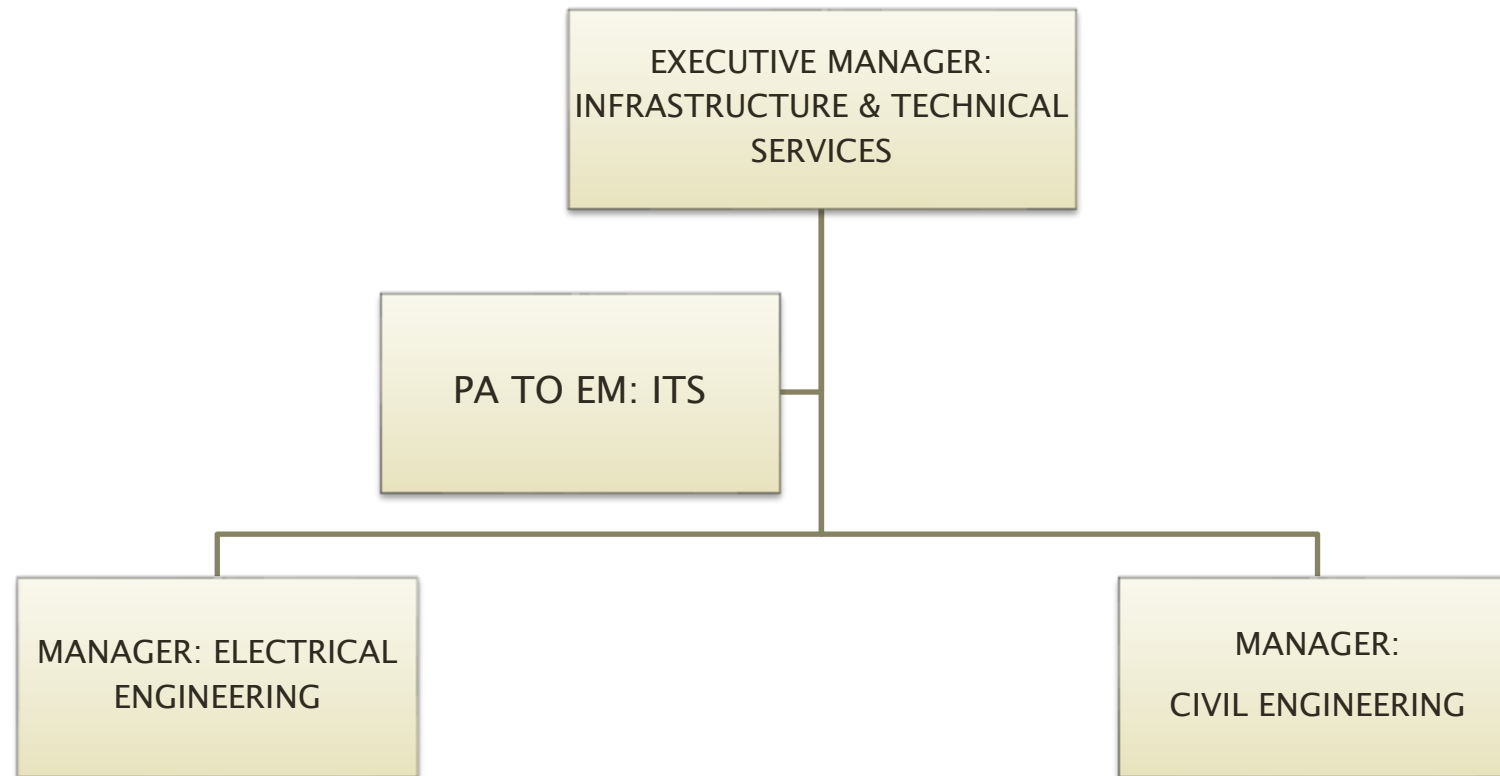 EXECUTIVE MANAGER:
INFRASTRUCTURE & TECHNICAL
SERVICES
PA TO EM: ITS
MANAGER: ELECTRICAL
ENGINEERING
MANAGER:
CIVIL ENGINEERING